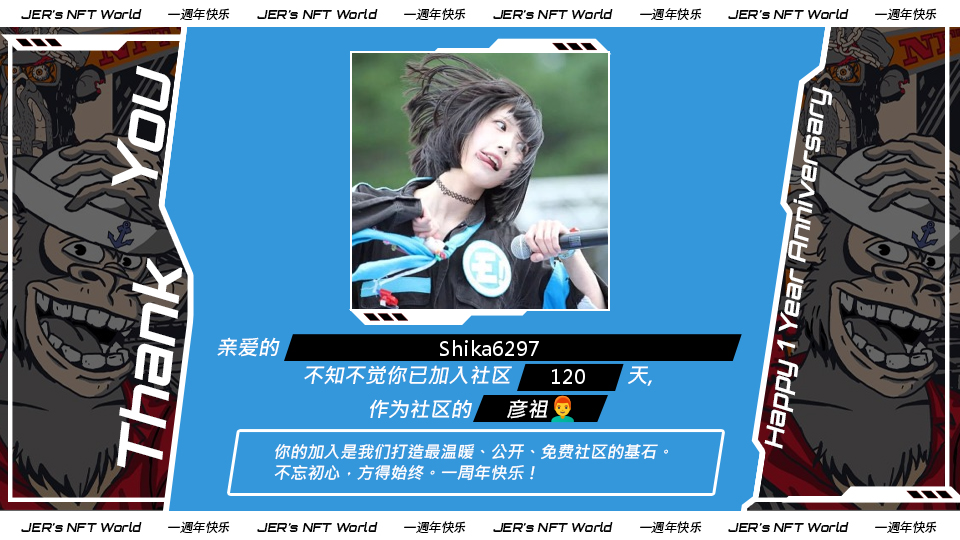 JER's NFT World 一週年快乐 JER's NFT World 一週年快乐 JER's NFT World 一週年快乐 JER's NFT World 一週年快乐
Thank You
亲爱的 Shika6297
不知不觉你已加入社区 120 天,
作为社区的 彦祖👨‍🦰
你的加入是我们打造最温暖、公开、免费社区的基石。
不忘初心,方得始终。一周年快乐!
Happy 1 Year Anniversary
JER's NFT World 一週年快乐 JER's NFT World 一週年快乐 JER's NFT World 一週年快乐 JER's NFT World 一週年快乐